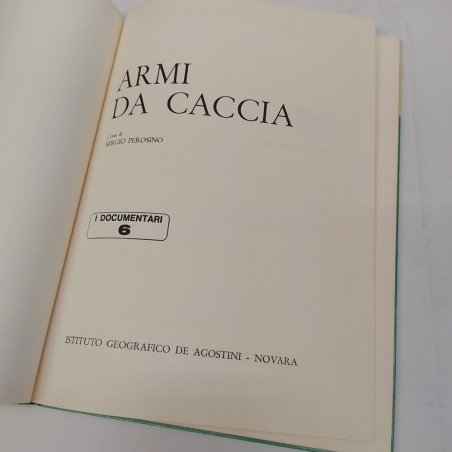 ARMI
DA CACCIA
a cura di
SERGIO PEROSINO
I DOCUMENTARI
6
ISTITUTO GEOGRAFICO DE AGOSTINI - NOVARA